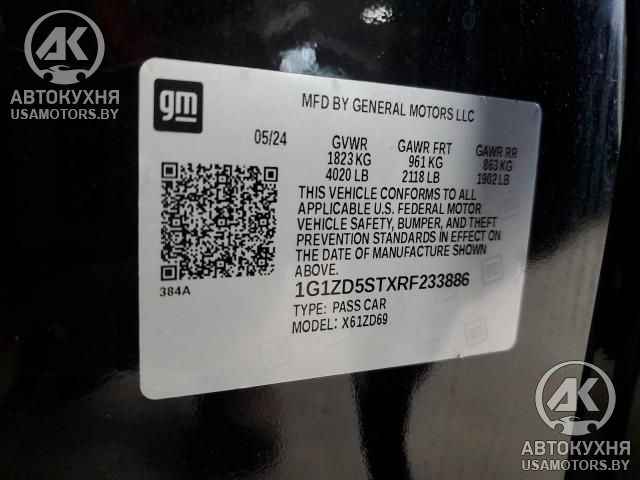 АВТОКУХНЯ
USAMOTORS.BY
gm
MFD BY GENERAL MOTORS LLC
05/24 GVWR GAWR FRT GAWR RR
1823 KG 961 KG 863 KG
4020 LB 2118 LB 1902 LB
THIS VEHICLE CONFORMS TO ALL
APPLICABLE U.S. FEDERAL MOTOR
VEHICLE SAFETY, BUMPER, AND THEFT
PREVENTION STANDARDS IN EFFECT ON
THE DATE OF MANUFACTURE SHOWN
ABOVE.
384A
1G1ZD5STXRF233886
TYPE: PASS CAR
MODEL: X61ZD69
АВТОКУХНЯ
USAMOTORS.BY